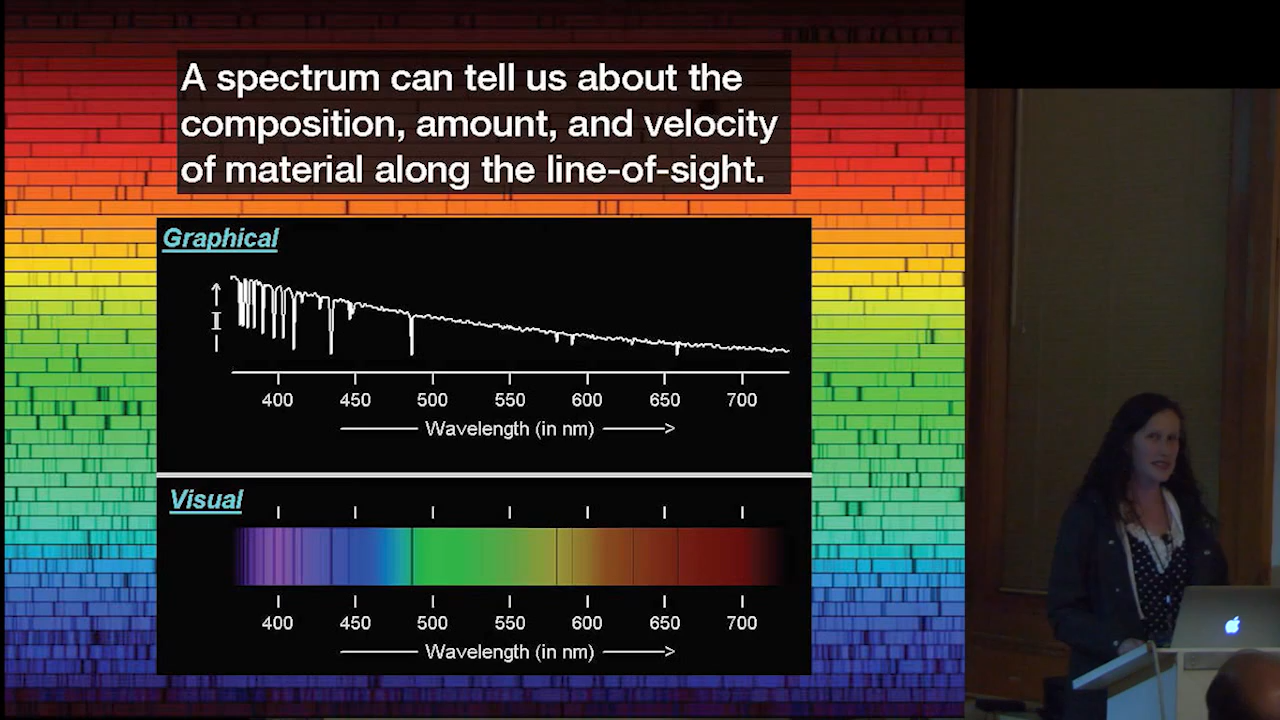 A spectrum can tell us about the
composition, amount, and velocity
of material along the line-of-sight.
Graphical
I
400 450 500 550 600 650 700
Wavelength (in nm)
Visual
400 450 500 550 600 650 700
Wavelength (in nm)